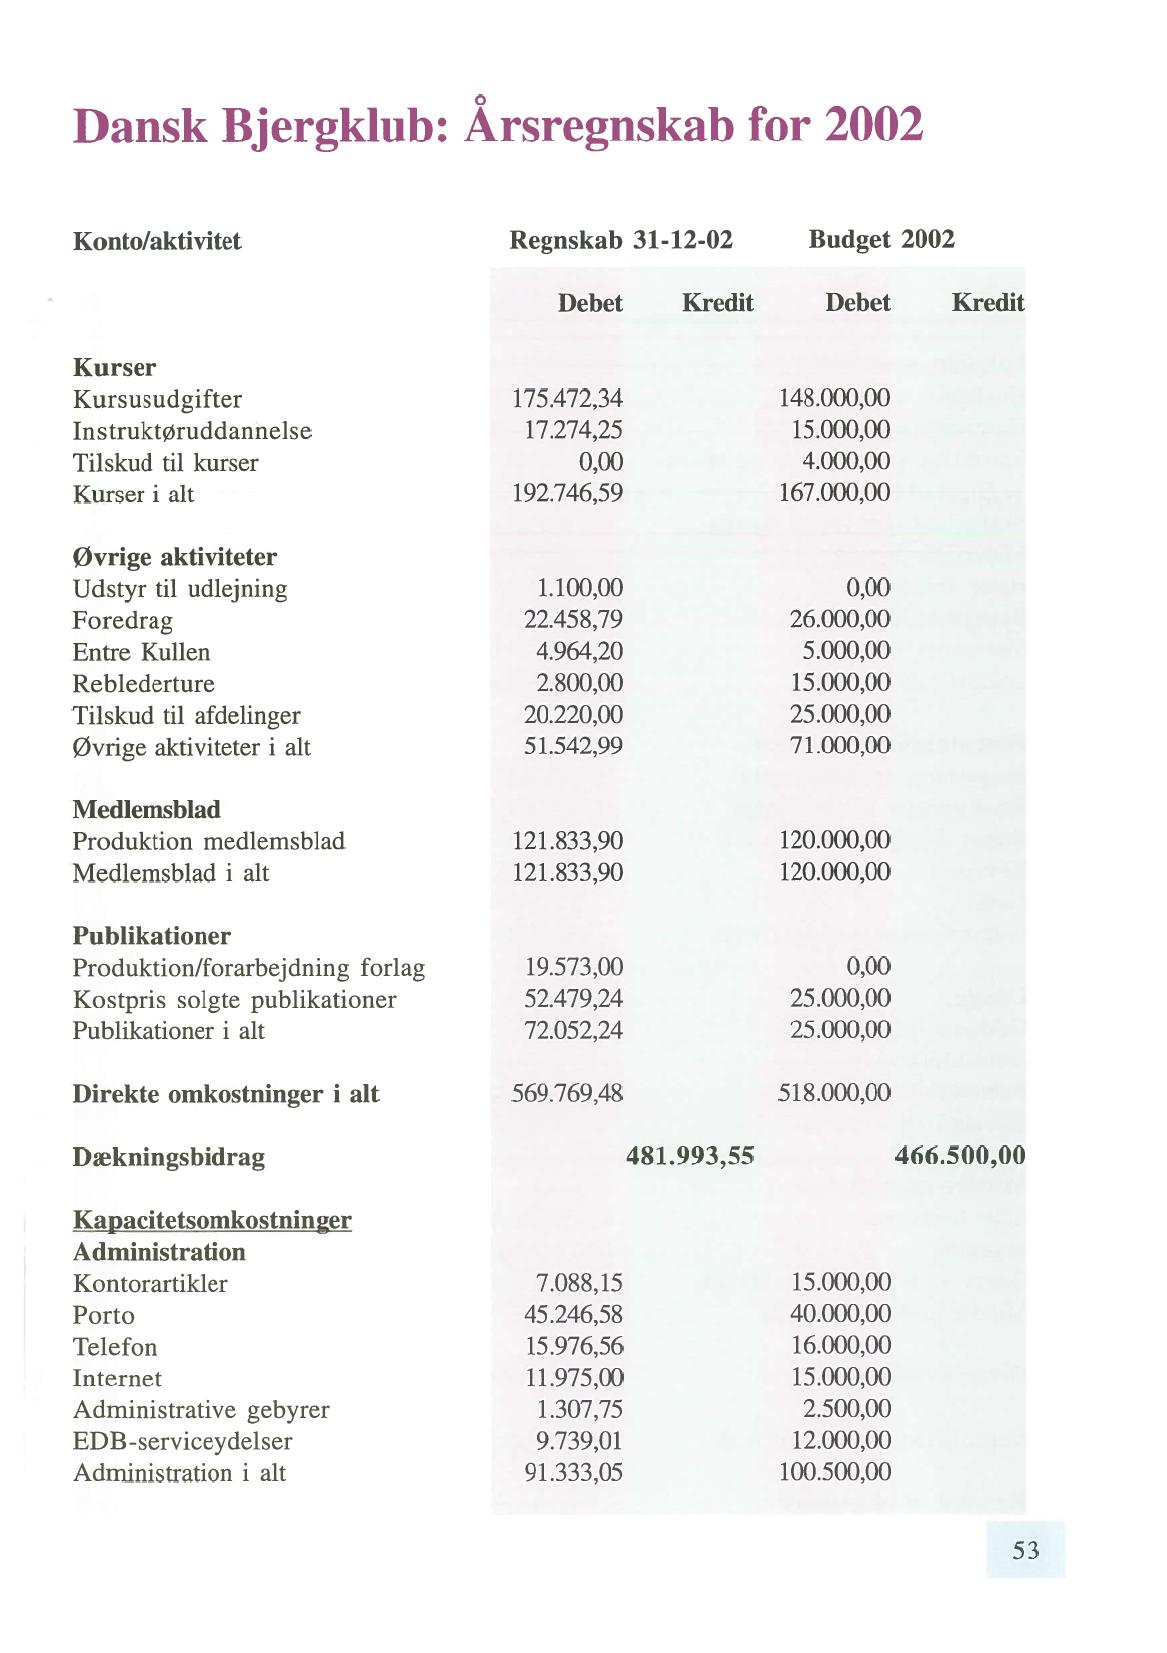 Dansk Bjergklub: Årsregnskab for 2002
Konto/aktivitet Regnskab 31-12-02 Budget 2002
Debet Kredit Debet Kredit
Kurser
Kursusudgifter 175.472,34 148.000,00
Instruktøruddannelse 17.274,25 15.000,00
Tilskud til kurser 0,00 4.000,00
Kurser i alt 192.746,59 167.000,00
Øvrige aktiviteter
Udstyr til udlejning 1.100,00 0,00
Foredrag 22.458,79 26.000,00
Entre Kullen 4.964,20 5.000,00
Reblederture 2.800,00 15.000,00
Tilskud til afdelinger 20.220,00 25.000,00
Øvrige aktiviteter i alt 51.542,99 71.000,00
Medlemsblad
Produktion medlemsblad 121.833,90 120.000,00
Medlemsblad i alt 121.833,90 120.000,00
Publikationer
Produktion/forarbejdning forlag 19.573,00 0,00
Kostpris solgte publikationer 52.479,24 25.000,00
Publikationer i alt 72.052,24 25.000,00
Direkte omkostninger i alt 569.769,48 518.000,00
Dækningsbidrag 481.993,55 466.500,00
Kapacitetsomkostninger
Administration
Kontorartikler 7.088,15 15.000,00
Porto 45.246,58 40.000,00
Telefon 15.976,56 16.000,00
Internet 11.975,00 15.000,00
Administrative gebyrer 1.307,75 2.500,00
EDB-serviceydelser 9.739,01 12.000,00
Administration i alt 91.333,05 100.500,00
53